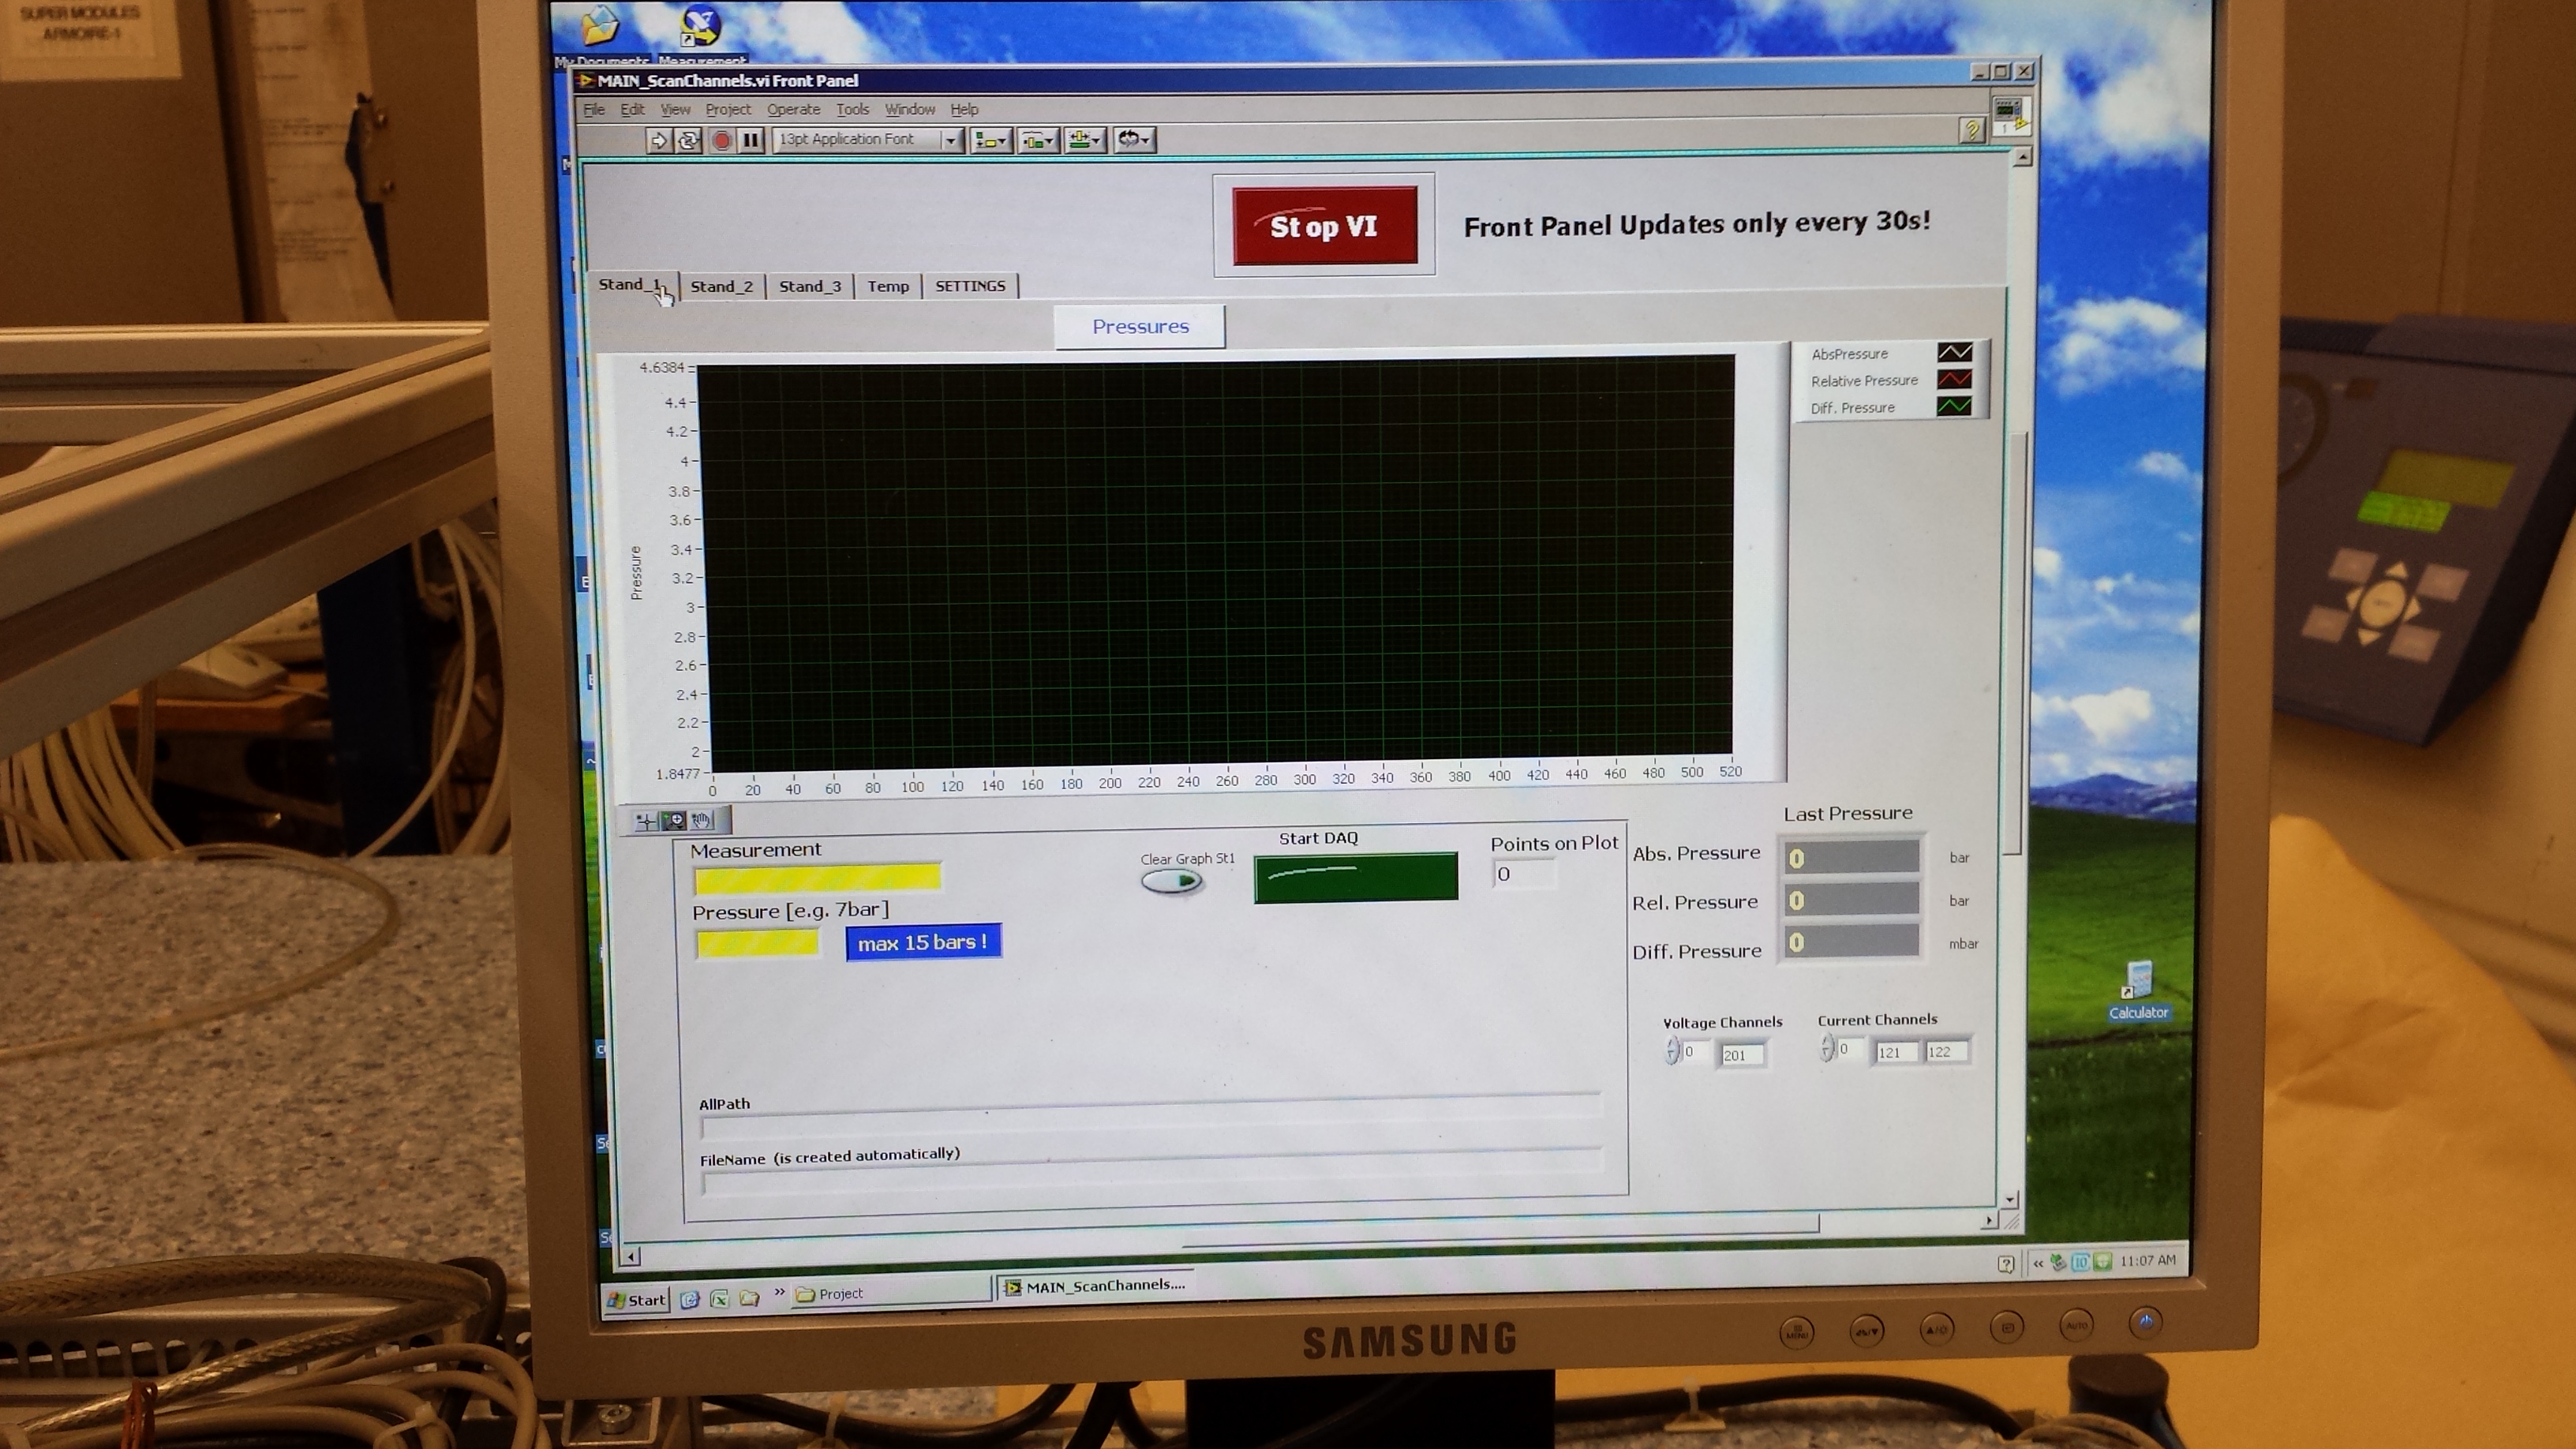 SUPER MODULES
ARMOIRE-1
My Documents Measurement
MAIN_ScanChannels.vi Front Panel
File Edit View Project Operate Tools Window Help
13pt Application Font
1
Stop VI
Front Panel Updates only every 30s!
Stand_1 Stand_2 Stand_3 Temp SETTINGS
Pressures
AbsPressure
Relative Pressure
Diff. Pressure
Pressure
4.6384
4.4
4.2
4
3.8
3.6
3.4
3.2
3
2.8
2.6
2.4
2.2
2
1.8477
0 20 40 60 80 100 120 140 160 180 200 220 240 260 280 300 320 340 360 380 400 420 440 460 480 500 520
Measurement
Pressure [e.g. 7bar]
max 15 bars !
Clear Graph St1
Start DAQ
Points on Plot
0
Last Pressure
Abs. Pressure 0 bar
Rel. Pressure 0 bar
Diff. Pressure 0 mbar
Voltage Channels
0 201
Current Channels
0 121 122
AllPath
FileName (is created automatically)
Calculator
Start Project MAIN_ScanChannels.... 11:07 AM
SAMSUNG
MENU
AUTO